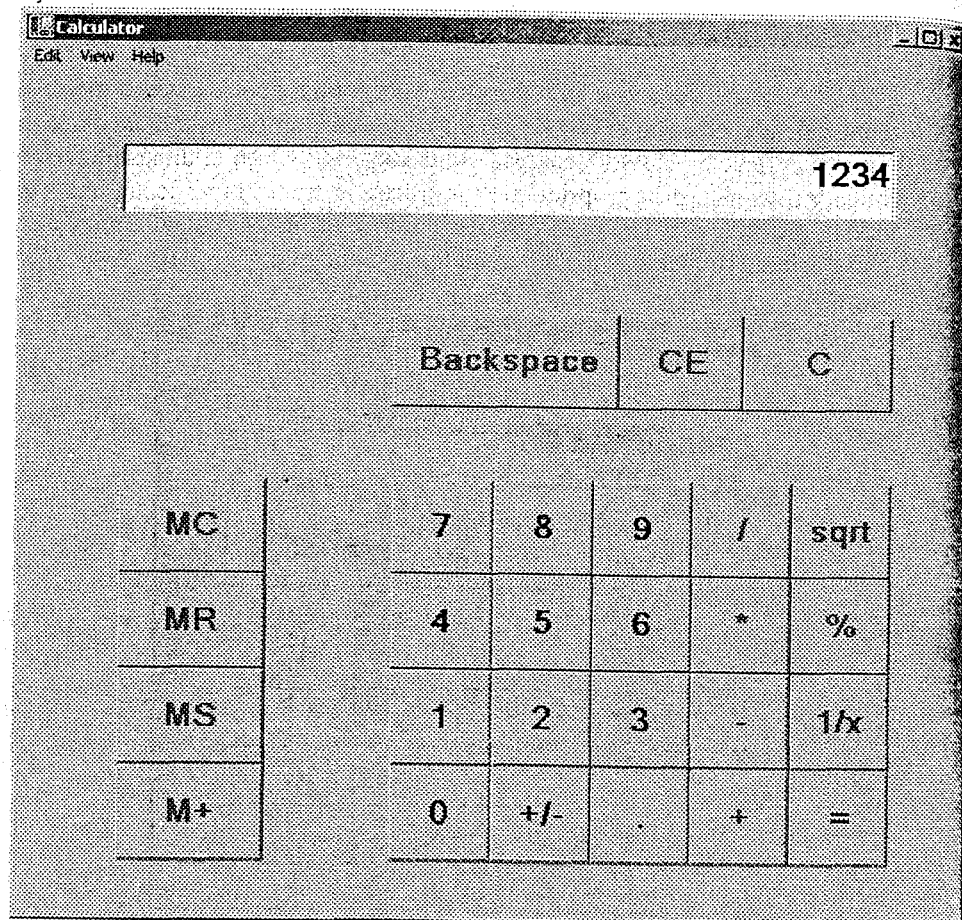 Calculator
Edit View Help
1234
Backspace CE C
MC 7 8 9 / sqrt
MR 4 5 6 * %
MS 1 2 3 - 1/x
M+ 0 +/- . + =